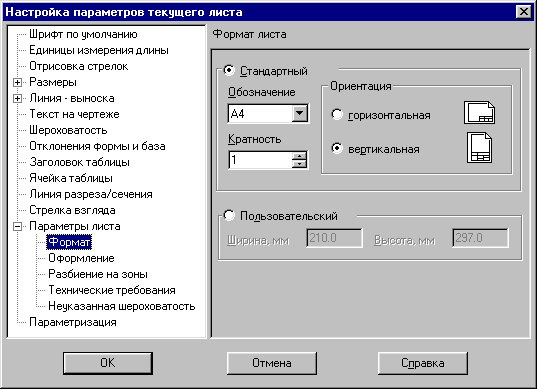 Настройка параметров текущего листа
Шрифт по умолчанию
Единицы измерения длины
Отрисовка стрелок
Размеры
Линия - выноска
Текст на чертеже
Шероховатость
Отклонения формы и база
Заголовок таблицы
Ячейка таблицы
Линия разреза/сечения
Стрелка взгляда
Параметры листа
Формат
Оформление
Разбиение на зоны
Технические требования
Неуказанная шероховатость
Параметризация
Формат листа
Стандартный
Обозначение
A4
Кратность
1
Ориентация
горизонтальная
вертикальная
Пользовательский
Ширина, мм 210.0 Высота, мм 297.0
OK Отмена Справка